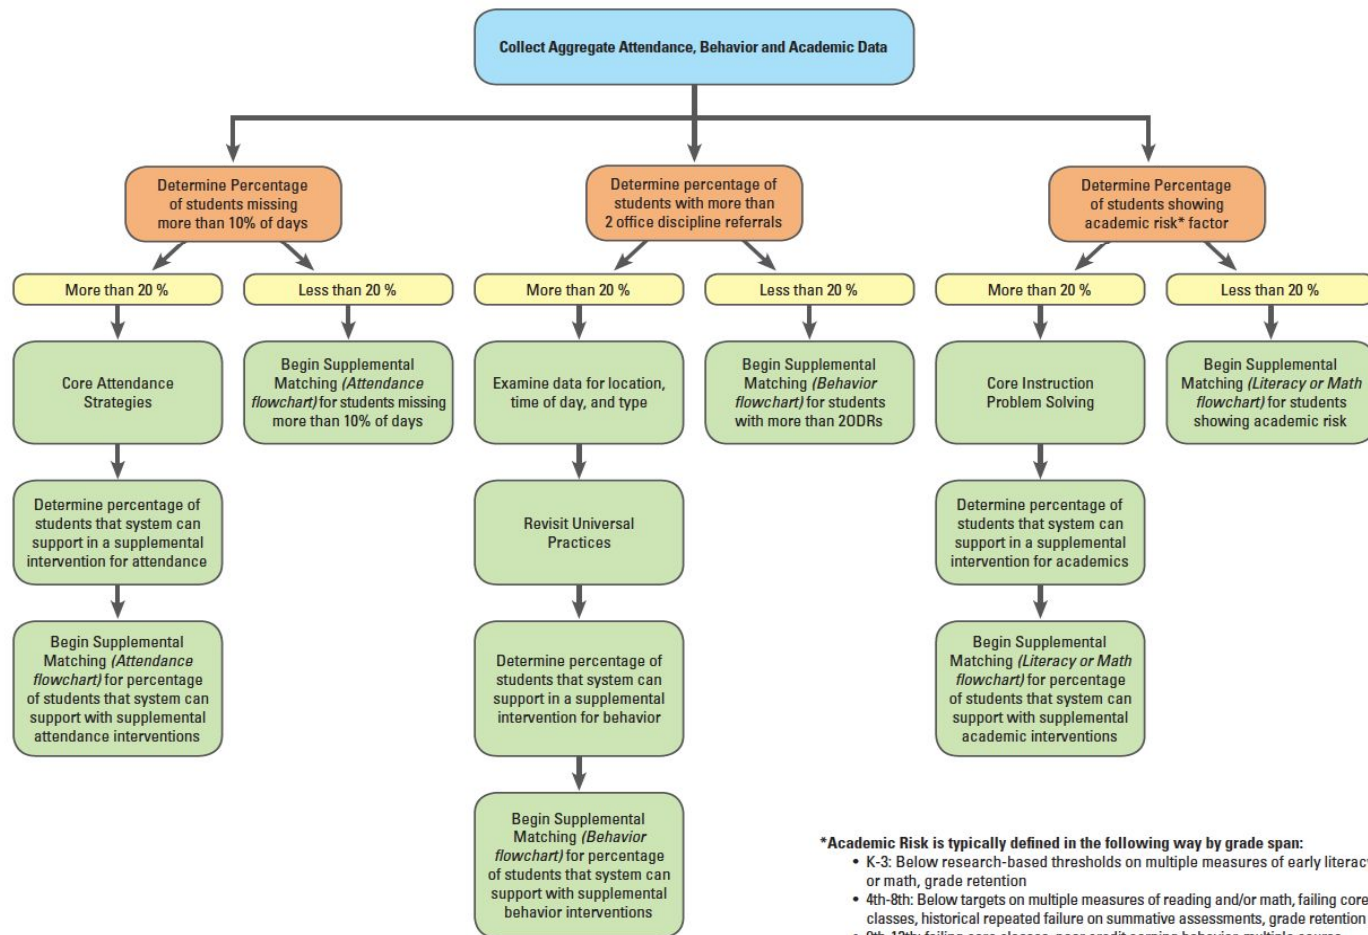 Collect Aggregate Attendance, Behavior and Academic Data
Determine Percentage
of students missing
more than 10% of days
Determine percentage of
students with more than
2 office discipline referrals
Determine Percentage
of students showing
academic risk* factor
More than 20 %
Less than 20 %
More than 20 %
Less than 20 %
More than 20 %
Less than 20 %
Core Attendance
Strategies
Begin Supplemental
Matching (Attendance
flowchart) for students missing
more than 10% of days
Examine data for location,
time of day, and type
Begin Supplemental
Matching (Behavior
flowchart) for students
with more than 2ODRs
Core Instruction
Problem Solving
Begin Supplemental
Matching (Literacy or Math
flowchart) for students
showing academic risk
Determine percentage of
students that system can
support in a supplemental
intervention for attendance
Revisit Universal
Practices
Determine percentage of
students that system can
support in a supplemental
intervention for academics
Begin Supplemental
Matching (Attendance
flowchart) for percentage
of students that system can
support with supplemental
attendance interventions
Determine percentage of
students that system can
support in a supplemental
intervention for behavior
Begin Supplemental
Matching (Literacy or Math
flowchart) for percentage
of students that system can
support with supplemental
academic interventions
Begin Supplemental
Matching (Behavior
flowchart) for percentage
of students that system can
support with supplemental
behavior interventions
*Academic Risk is typically defined in the following way by grade span:
• K-3: Below research-based thresholds on multiple measures of early literacy
or math, grade retention
• 4th-8th: Below targets on multiple measures of reading and/or math, failing core
classes, historical repeated failure on summative assessments, grade retention